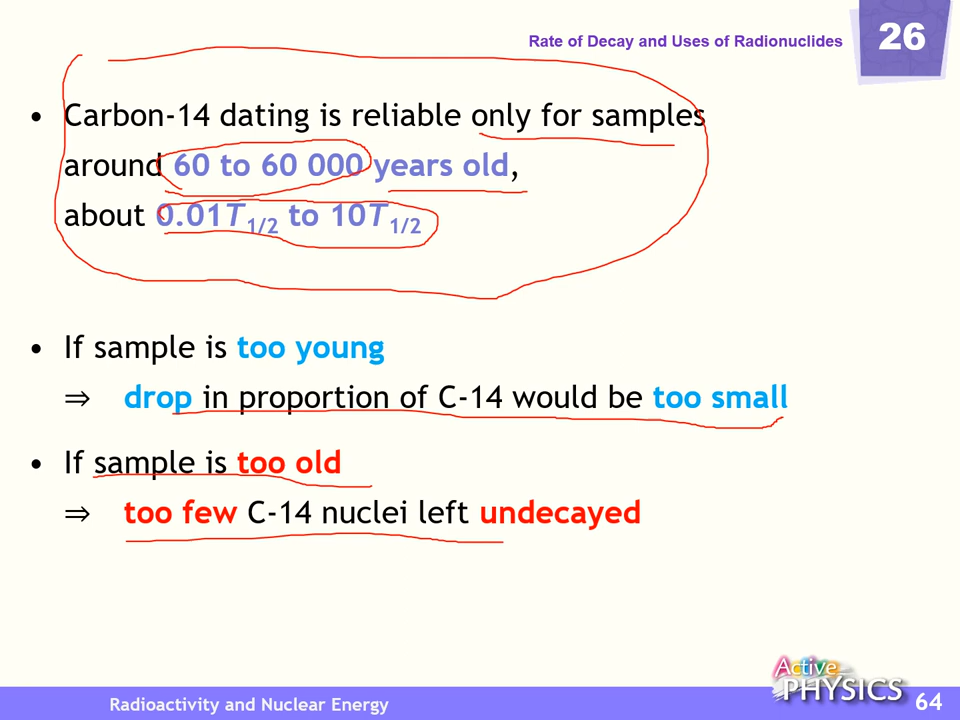 Rate of Decay and Uses of Radionuclides 26
• Carbon-14 dating is reliable only for samples
around 60 to 60 000 years old,
about 0.01T1/2 to 10T1/2
• If sample is too young
⇒ drop in proportion of C-14 would be too small
• If sample is too old
⇒ too few C-14 nuclei left undecayed
Active
PHYSICS
Radioactivity and Nuclear Energy 64